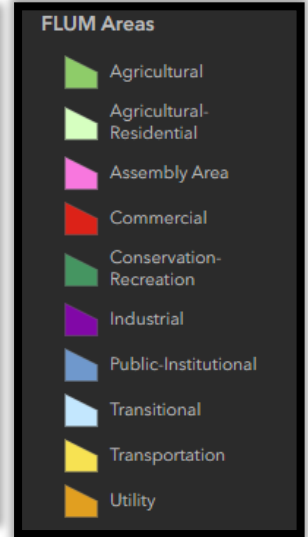 FLUM Areas
Agricultural
Agricultural-
Residential
Assembly Area
Commercial
Conservation-
Recreation
Industrial
Public-Institutional
Transitional
Transportation
Utility